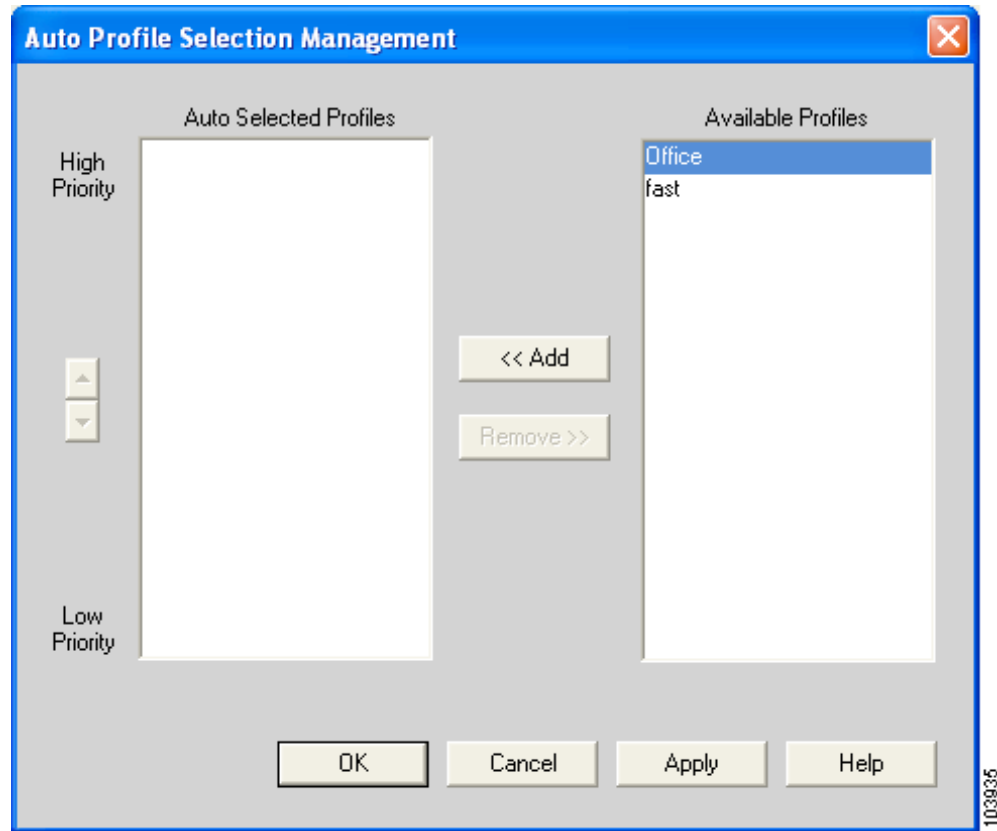 Auto Profile Selection Management
Auto Selected Profiles
Available Profiles
High
Priority
Office
fast
<< Add
Remove >>
Low
Priority
OK
Cancel
Apply
Help
103935